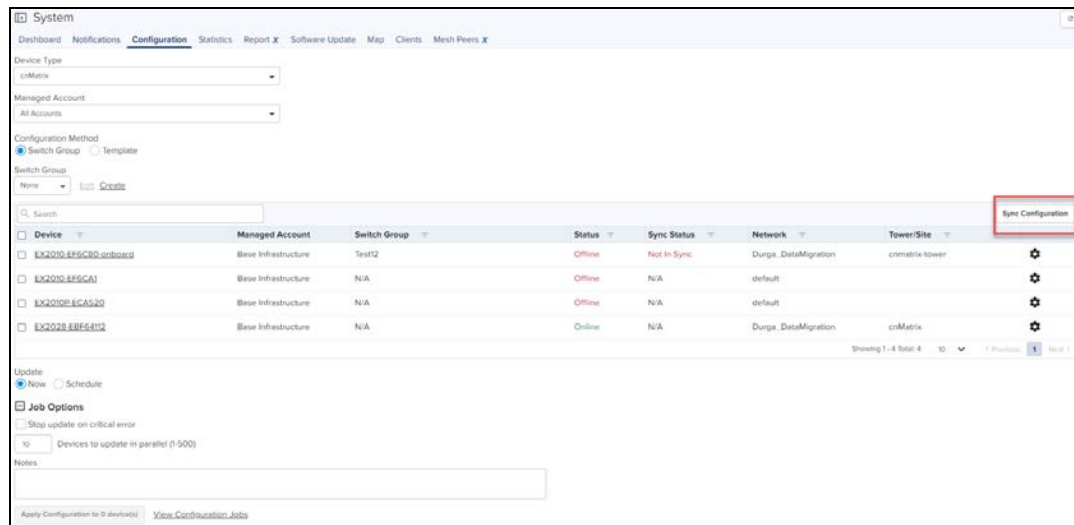 System
Dashboard Notifications Configuration Statistics Report X Software Update Map Clients Mesh Peers X
Device Type
cnMatrix
Managed Account
All Accounts
Configuration Method
Switch Group Template
Switch Group
None Edit Create
Search Sync Configuration
Device Managed Account Switch Group Status Sync Status Network Tower/Site
EX2010-EF6CB0-onboard Base Infrastructure Test12 Offline Not In Sync Durga_DataMigration cnmatrix-tower
EX2010-EF6CA1 Base Infrastructure N/A Offline N/A default
EX2010P-ECA520 Base Infrastructure N/A Offline N/A default
EX2028-EBF64112 Base Infrastructure N/A Online N/A Durga_DataMigration cnMatrix
Showing 1 - 4 Total: 4 10 < Previous 1 Next >
Update
Now Schedule
Job Options
Stop update on critical error
10 Devices to update in parallel (1-500)
Notes
Apply Configuration to 0 device(s) View Configuration Jobs